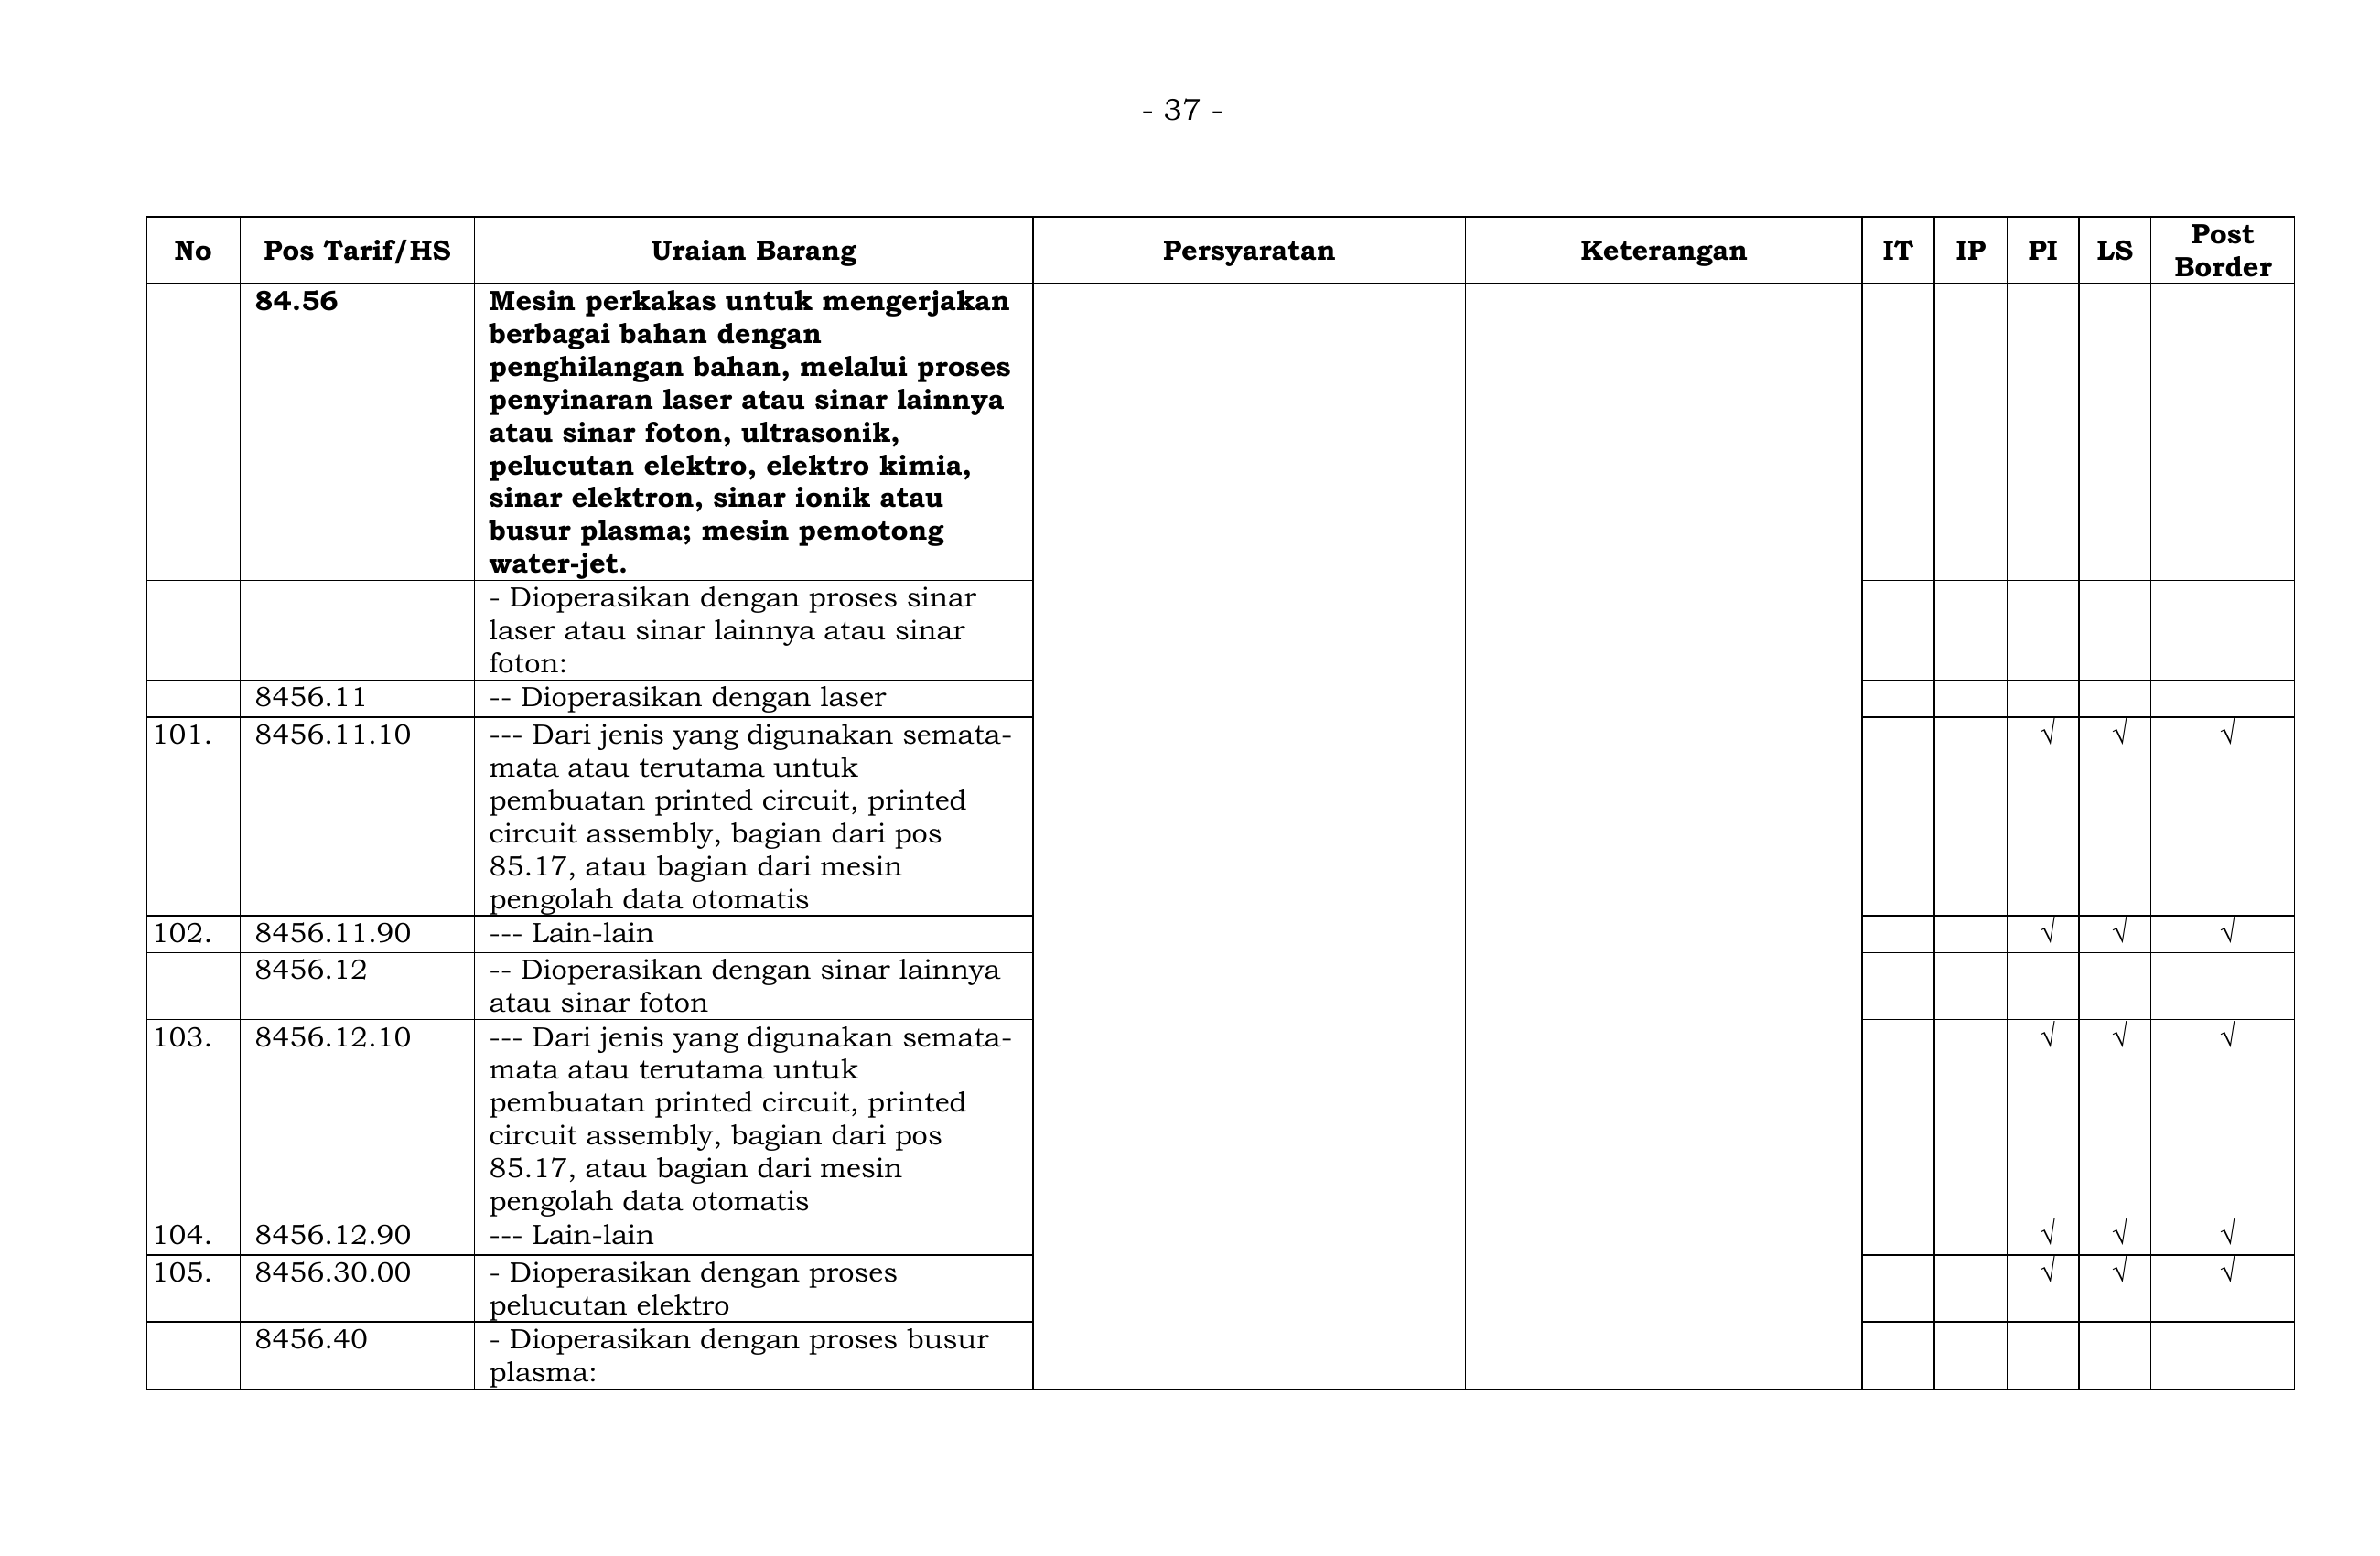 - 37 -
No Pos Tarif/HS Uraian Barang Persyaratan Keterangan IT IP PI LS Post Border
84.56 Mesin perkakas untuk mengerjakan
berbagai bahan dengan
penghilangan bahan, melalui proses
penyinaran laser atau sinar lainnya
atau sinar foton, ultrasonik,
pelucutan elektro, elektro kimia,
sinar elektron, sinar ionik atau
busur plasma; mesin pemotong
water-jet.
- Dioperasikan dengan proses sinar
laser atau sinar lainnya atau sinar
foton:
8456.11 -- Dioperasikan dengan laser
101. 8456.11.10 --- Dari jenis yang digunakan semata- √ √ √
mata atau terutama untuk
pembuatan printed circuit, printed
circuit assembly, bagian dari pos
85.17, atau bagian dari mesin
pengolah data otomatis
102. 8456.11.90 --- Lain-lain √ √ √
8456.12 -- Dioperasikan dengan sinar lainnya
atau sinar foton
103. 8456.12.10 --- Dari jenis yang digunakan semata- √ √ √
mata atau terutama untuk
pembuatan printed circuit, printed
circuit assembly, bagian dari pos
85.17, atau bagian dari mesin
pengolah data otomatis
104. 8456.12.90 --- Lain-lain √ √ √
105. 8456.30.00 - Dioperasikan dengan proses √ √ √
pelucutan elektro
8456.40 - Dioperasikan dengan proses busur
plasma: